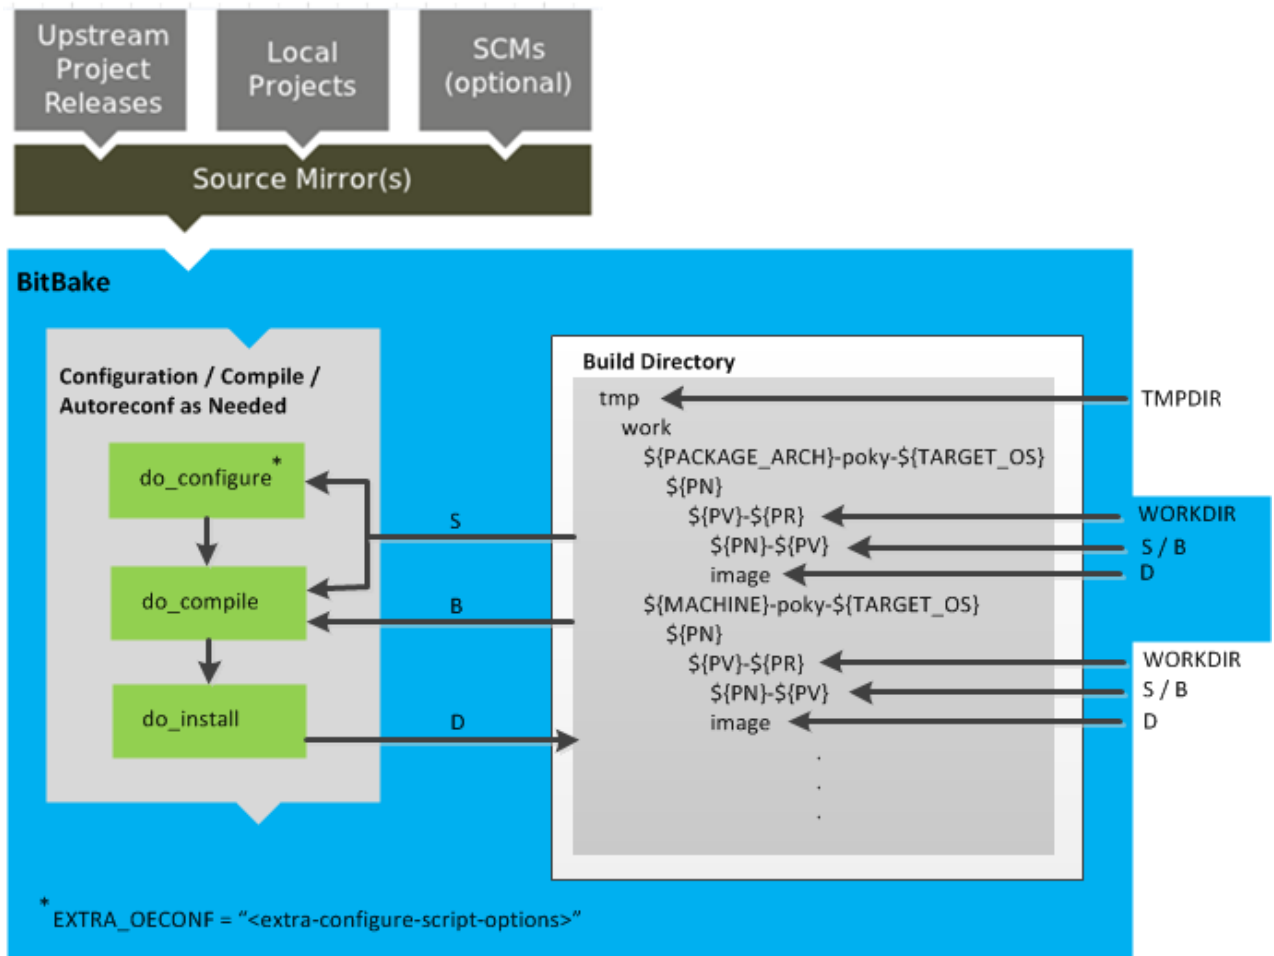 Upstream
Project
Releases
Local
Projects
SCMs
(optional)
Source Mirror(s)
BitBake
Configuration / Compile /
Autoreconf as Needed
do_configure*
do_compile
do_install
S
B
D
Build Directory
tmp
work
${PACKAGE_ARCH}-poky-${TARGET_OS}
${PN}
${PV}-${PR}
${PN}-${PV}
image
${MACHINE}-poky-${TARGET_OS}
${PN}
${PV}-${PR}
${PN}-${PV}
image
.
.
.
TMPDIR
WORKDIR
S / B
D
WORKDIR
S / B
D
* EXTRA_OECONF = “<extra-configure-script-options>”